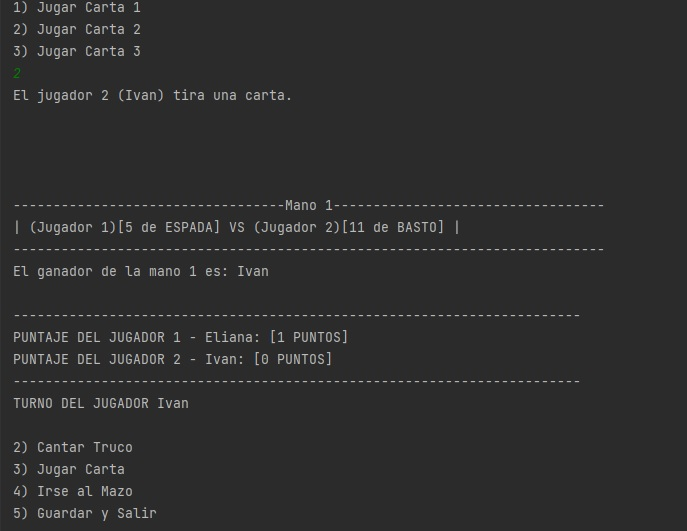 1) Jugar Carta 1
2) Jugar Carta 2
3) Jugar Carta 3
2
El jugador 2 (Ivan) tira una carta.
----------------------------------Mano 1----------------------------------
| (Jugador 1)[5 de ESPADA] VS (Jugador 2)[11 de BASTO] |
--------------------------------------------------------------------------
El ganador de la mano 1 es: Ivan
-----------------------------------------------------------------------
PUNTAJE DEL JUGADOR 1 - Eliana: [1 PUNTOS]
PUNTAJE DEL JUGADOR 2 - Ivan: [0 PUNTOS]
-----------------------------------------------------------------------
TURNO DEL JUGADOR Ivan
2) Cantar Truco
3) Jugar Carta
4) Irse al Mazo
5) Guardar y Salir